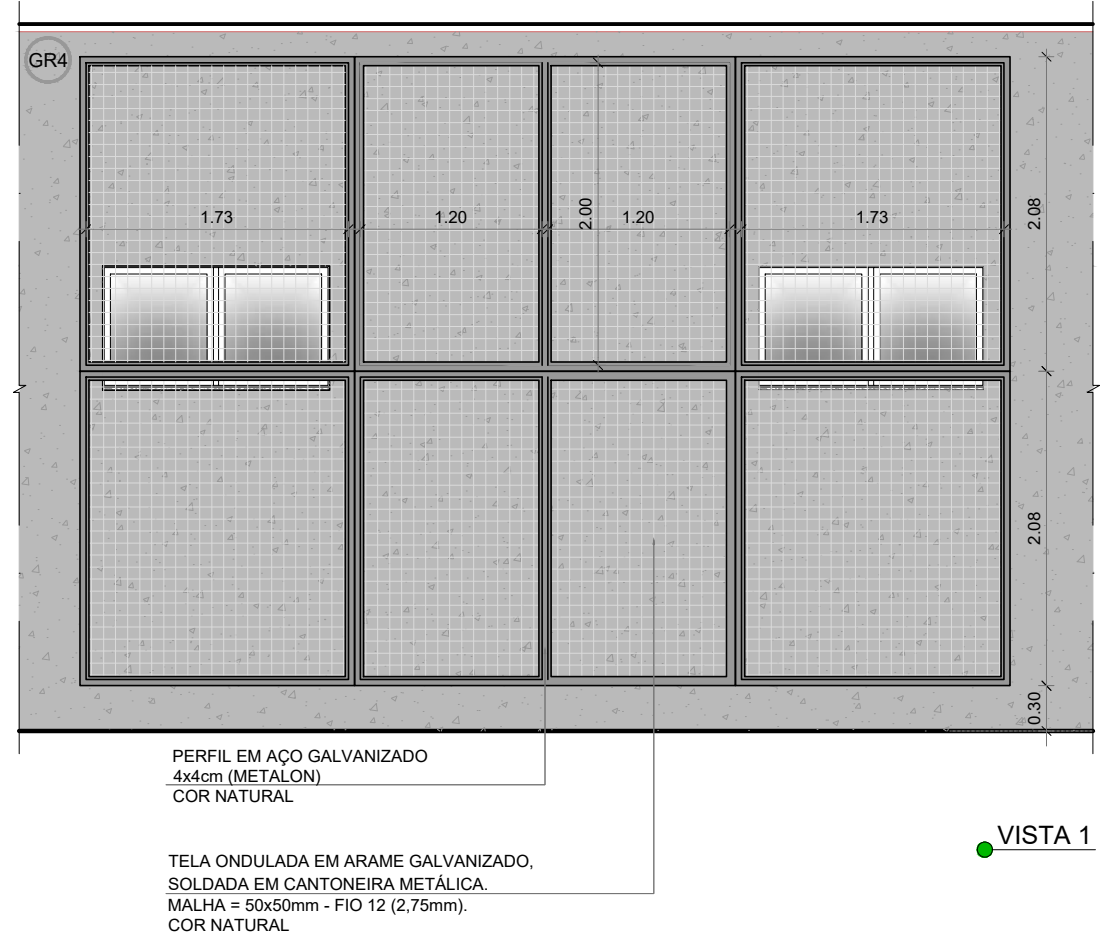 GR4
1.73
1.20
2.00
1.20
1.73
2.08
2.08
0.30
PERFIL EM AÇO GALVANIZADO
4x4cm (METALON)
COR NATURAL
VISTA 1
TELA ONDULADA EM ARAME GALVANIZADO,
SOLDADA EM CANTONEIRA METÁLICA.
MALHA = 50x50mm - FIO 12 (2,75mm).
COR NATURAL